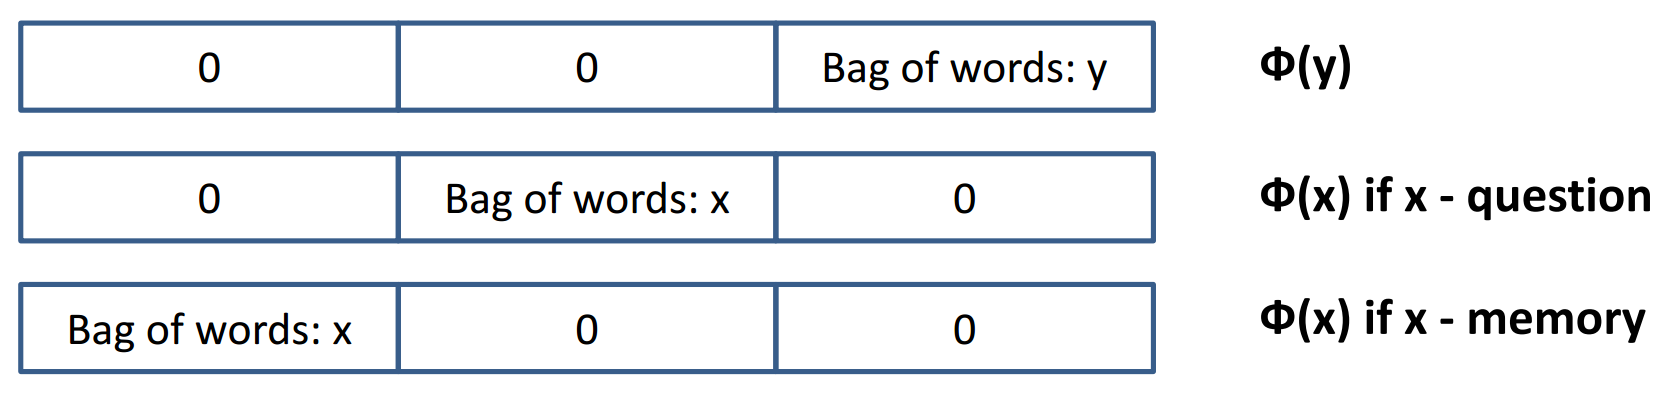 0 0 Bag of words: y Φ(y)
0 Bag of words: x 0 Φ(x) if x - question
Bag of words: x 0 0 Φ(x) if x - memory